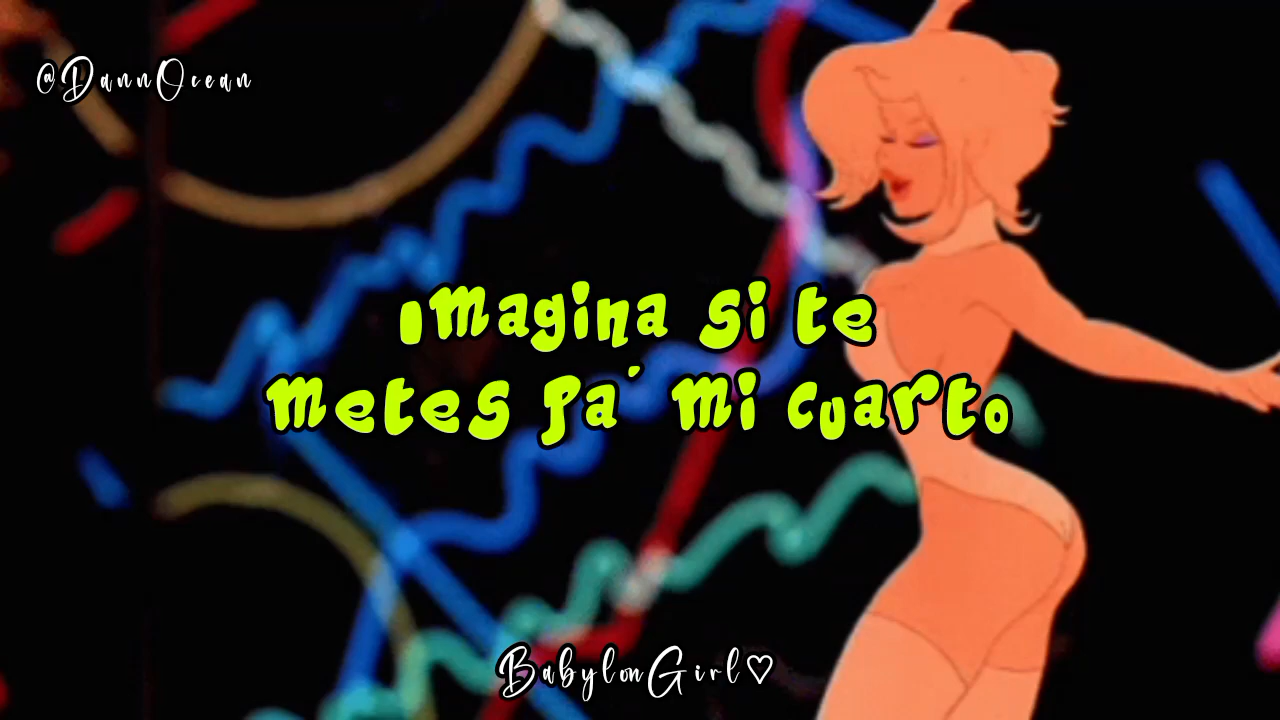 @DannOcean
imagina si te
metes pa´ mi cuarto
BabylonGirl♡